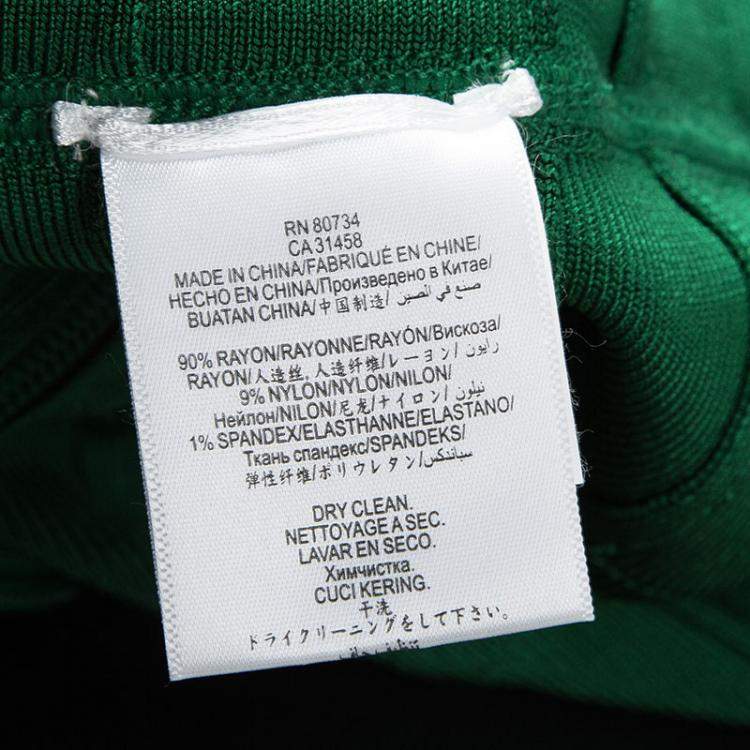 RN 80734
CA 31458
MADE IN CHINA/FABRIQUÉ EN CHINE/
HECHO EN CHINA/Произведено в Китае/
BUATAN CHINA/中国制造/ صنع في الصين
90% RAYON/RAYONNE/RAYÓN/Вискоза/
RAYON/人造丝,人造纤维/レーヨン/ رايون
9% NYLON/NYLON/NILON/
Нейлон/NILON/尼龙/ナイロン/ نيلون
1% SPANDEX/ELASTHANNE/ELASTANO/
Ткань спандекс/SPANDEKS/
弹性纤维/ポリウレタン/سباندكس
DRY CLEAN.
NETTOYAGE A SEC.
LAVAR EN SECO.
Химчистка.
CUCI KERING.
干洗
ドライクリーニングをして下さい。
تنظيف جاف